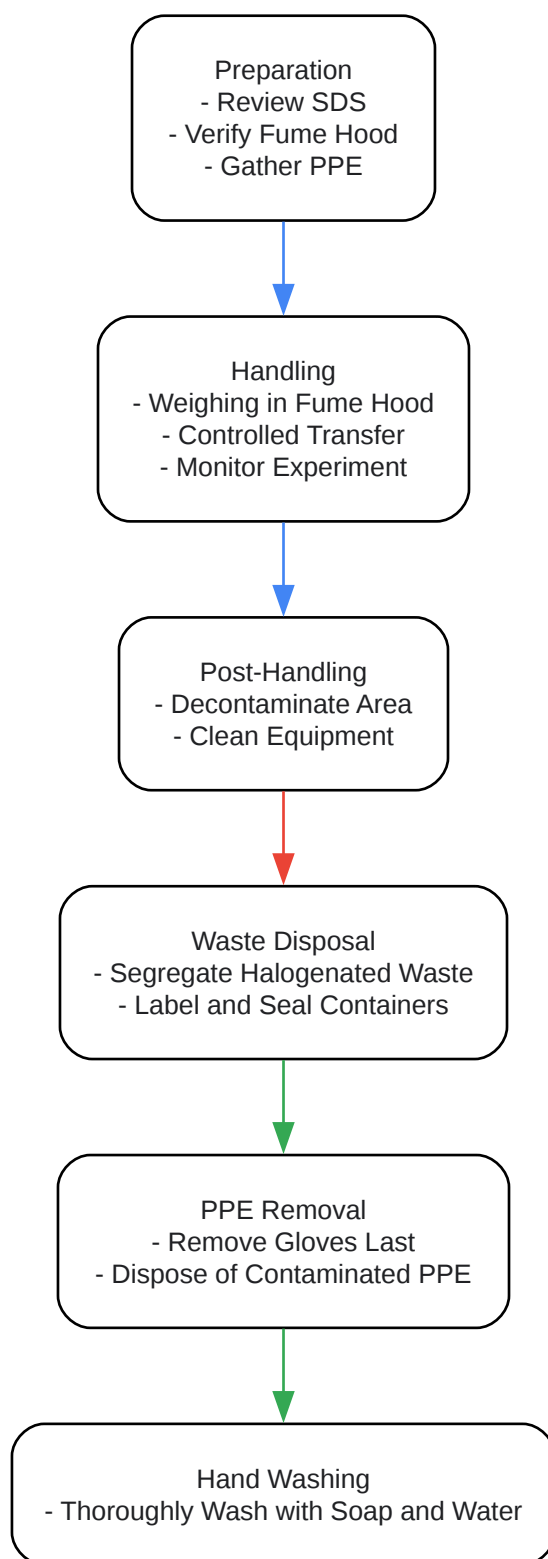 Preparation
- Review SDS
- Verify Fume Hood
- Gather PPE
Handling
- Weighing in Fume Hood
- Controlled Transfer
- Monitor Experiment
Post-Handling
- Decontaminate Area
- Clean Equipment
Waste Disposal
- Segregate Halogenated Waste
- Label and Seal Containers
PPE Removal
- Remove Gloves Last
- Dispose of Contaminated PPE
Hand Washing
- Thoroughly Wash with Soap and Water